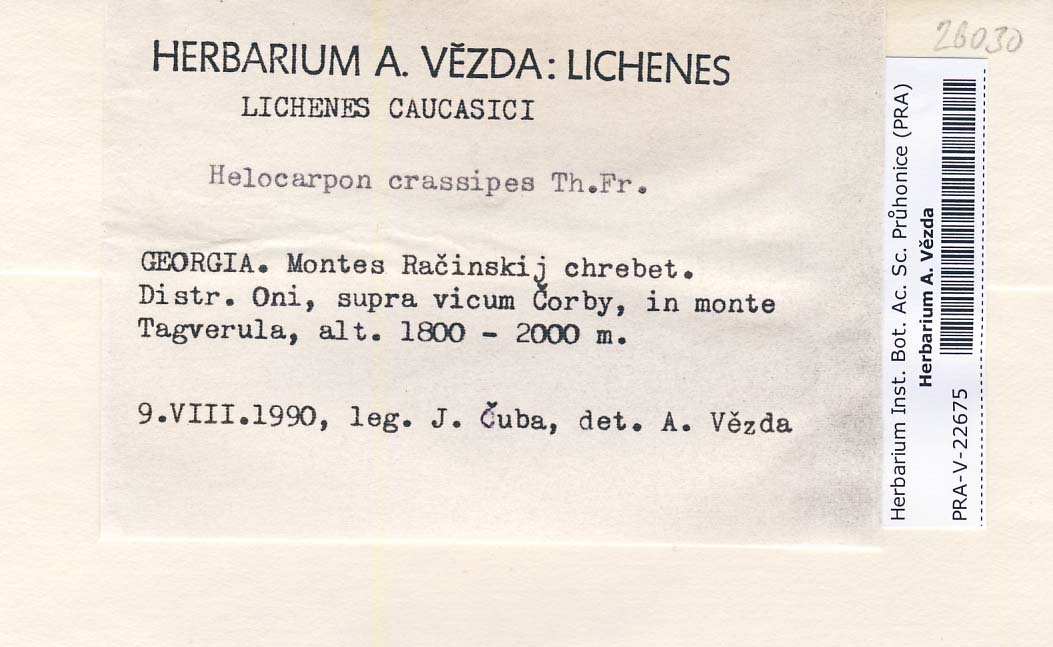 HERBARIUM A. VĚZDA: LICHENES
LICHENES CAUCASICI
Helocarpon crassipes Th.Fr.
GEORGIA. Montes Račinskij chrebet.
Distr. Oni, supra vicum Čorby, in monte
Tagverula, alt. 1800 - 2000 m.
9.VIII.1990, leg. J. Čuba, det. A. Vězda
26030
Herbarium Inst. Bot. Ac. Sc. Průhonice (PRA)
Herbarium A. Vězda
PRA-V-22675